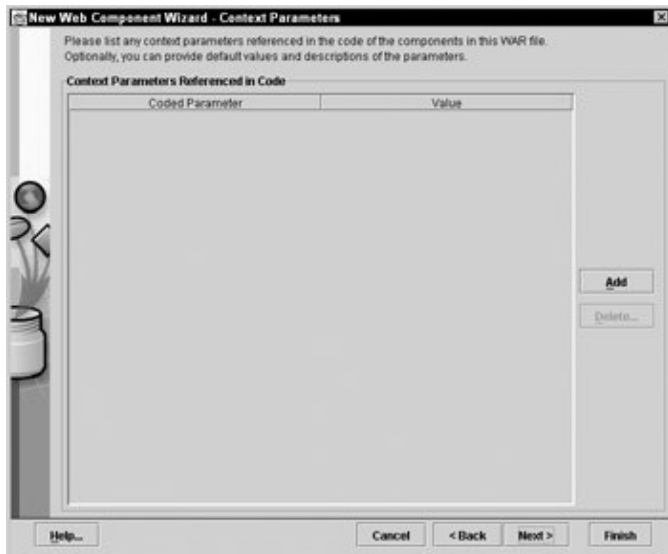 New Web Component Wizard - Context Parameters
Please list any context parameters referenced in the code of the components in this WAR file.
Optionally, you can provide default values and descriptions of the parameters.
Context Parameters Referenced in Code
Coded Parameter Value
Add
Delete...
Help... Cancel < Back Next > Finish